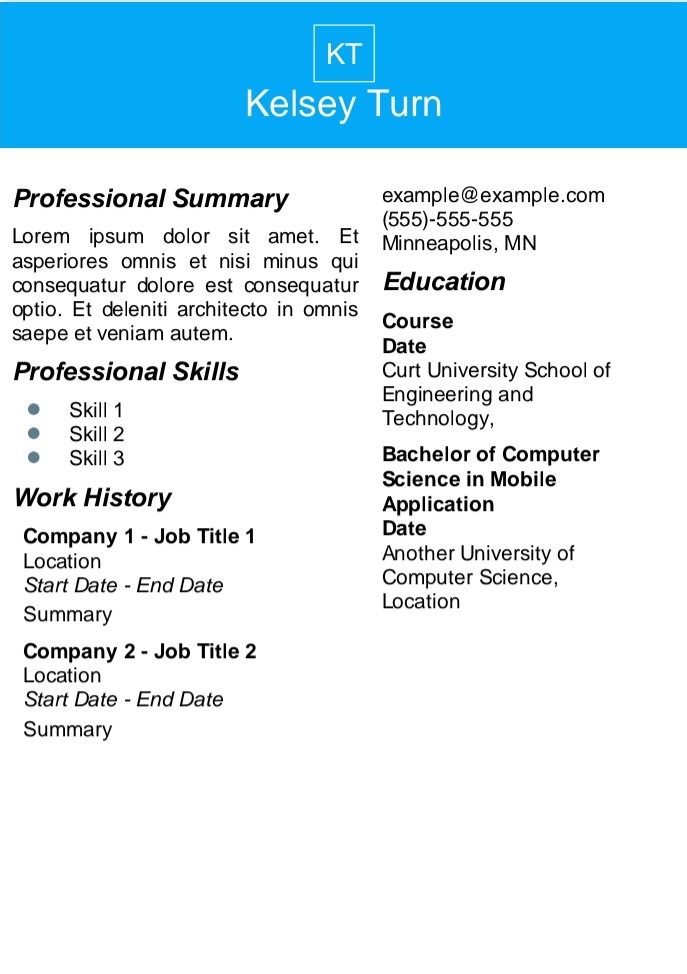 KT
Kelsey Turn
Professional Summary
Lorem ipsum dolor sit amet. Et
asperiores omnis et nisi minus qui
consequatur dolore est consequatur
optio. Et deleniti architecto in omnis
saepe et veniam autem.
Professional Skills
Skill 1
Skill 2
Skill 3
Work History
Company 1 - Job Title 1
Location
Start Date - End Date
Summary
Company 2 - Job Title 2
Location
Start Date - End Date
Summary
example@example.com
(555)-555-555
Minneapolis, MN
Education
Course
Date
Curt University School of
Engineering and
Technology,
Bachelor of Computer
Science in Mobile
Application
Date
Another University of
Computer Science,
Location